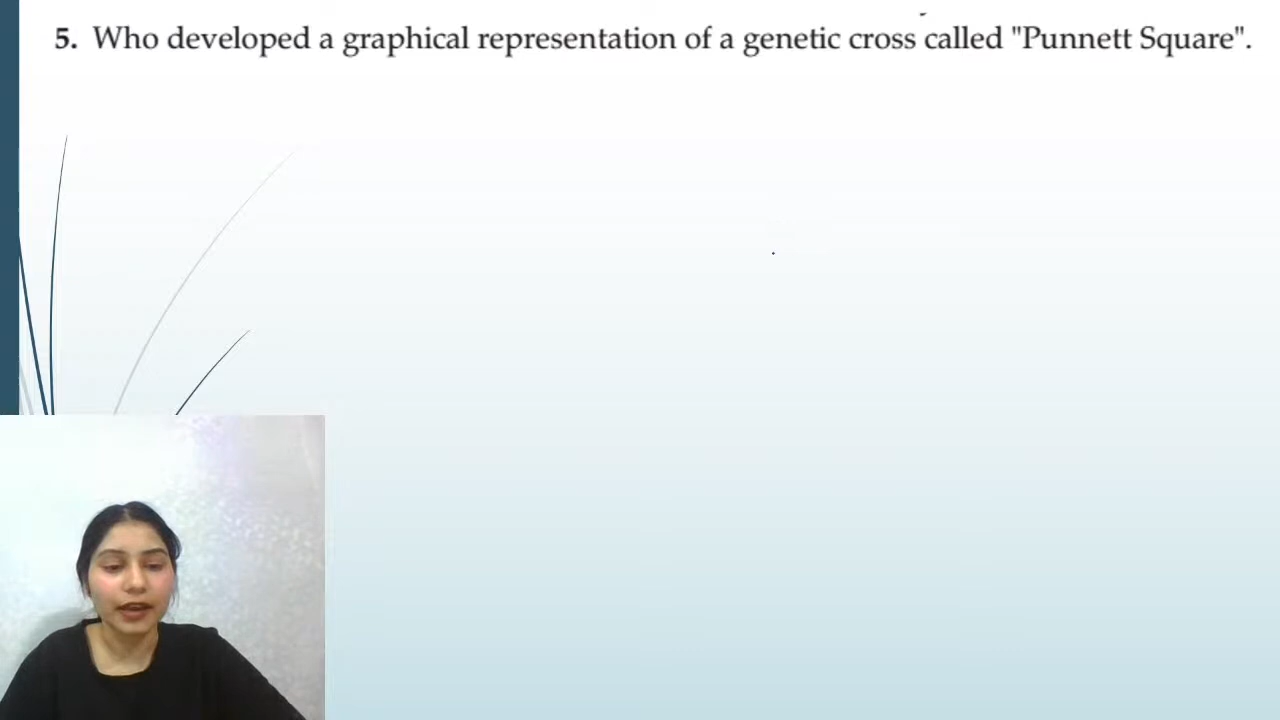 5. Who developed a graphical representation of a genetic cross called "Punnett Square".